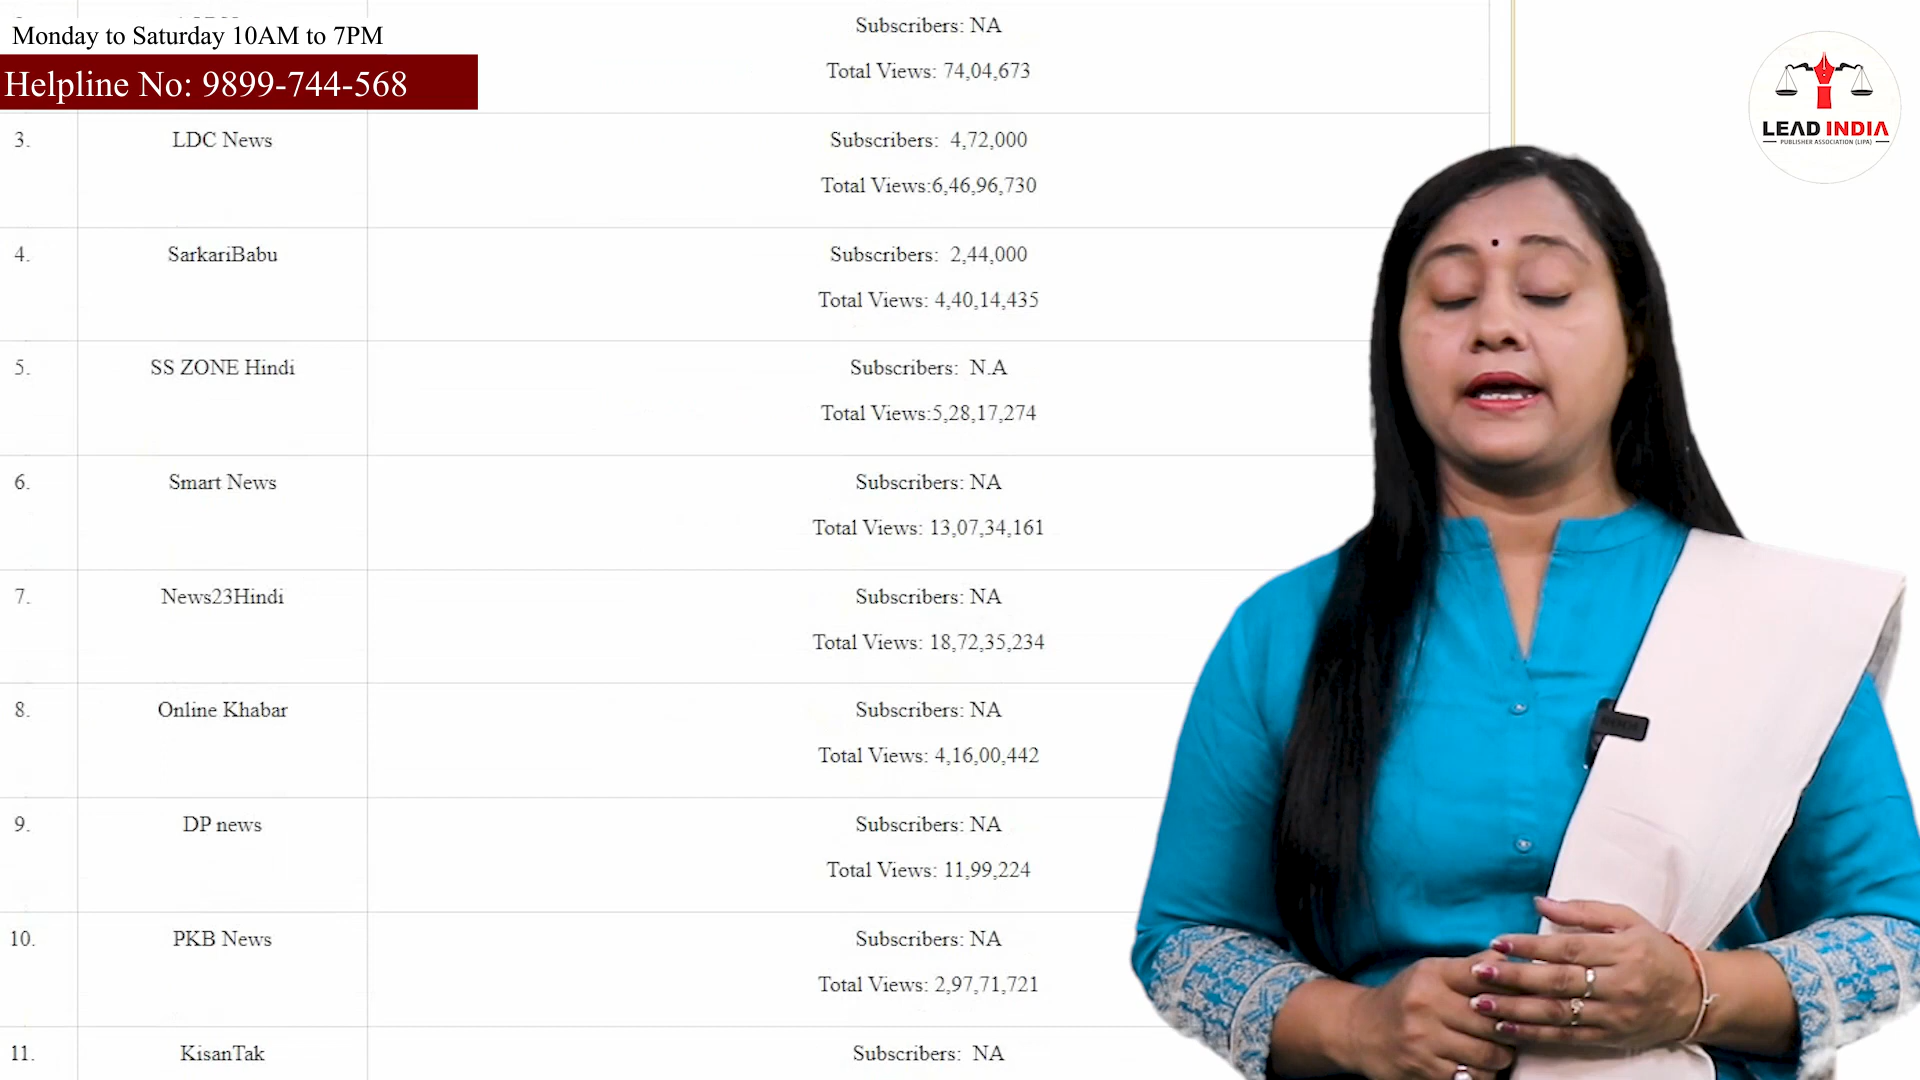 Monday to Saturday 10AM to 7PM
Helpline No: 9899-744-568
Subscribers: NA
Total Views: 74,04,673
3. LDC News Subscribers: 4,72,000
Total Views:6,46,96,730
4. SarkariBabu Subscribers: 2,44,000
Total Views: 4,40,14,435
5. SS ZONE Hindi Subscribers: N.A
Total Views:5,28,17,274
6. Smart News Subscribers: NA
Total Views: 13,07,34,161
7. News23Hindi Subscribers: NA
Total Views: 18,72,35,234
8. Online Khabar Subscribers: NA
Total Views: 4,16,00,442
9. DP news Subscribers: NA
Total Views: 11,99,224
10. PKB News Subscribers: NA
Total Views: 2,97,71,721
11. KisanTak Subscribers: NA
LEAD INDIA
PUBLISHER ASSOCIATION (LIPA)